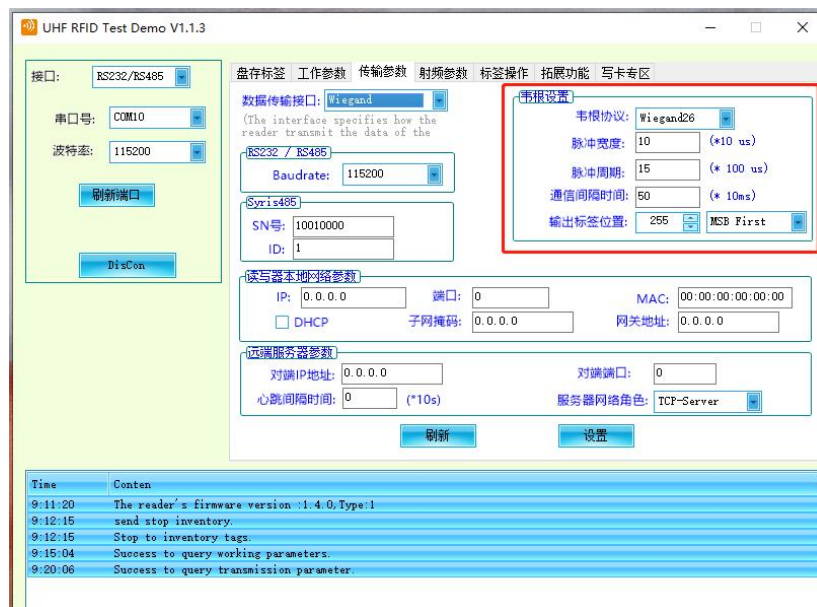 UHF RFID Test Demo V1.1.3
接口: RS232/RS485
串口号: COM10
波特率: 115200
刷新端口
DisCon
盘存标签 工作参数 传输参数 射频参数 标签操作 拓展功能 写卡专区
数据传输接口: Wiegand
(The interface specifies how the
reader transmit the data of the
RS232 / RS485
Baudrate: 115200
Syris485
SN号: 10010000
ID: 1
韦根设置
韦根协议: Wiegand26
脉冲宽度: 10 (*10 us)
脉冲周期: 15 (* 100 us)
通信间隔时间: 50 (* 10ms)
输出标签位置: 255 MSB First
读写器本地网络参数
IP: 0.0.0.0 端口: 0 MAC: 00:00:00:00:00:00
DHCP 子网掩码: 0.0.0.0 网关地址: 0.0.0.0
远端服务器参数
对端IP地址: 0.0.0.0 对端端口: 0
心跳间隔时间: 0 (*10s) 服务器网络角色: TCP-Server
刷新 设置
Time Conten
9:11:20 The reader's firmware version :1.4.0,Type:1
9:12:15 send stop inventory.
9:12:15 Stop to inventory tags.
9:15:04 Success to query working parameters.
9:20:06 Success to query transmission parameter.